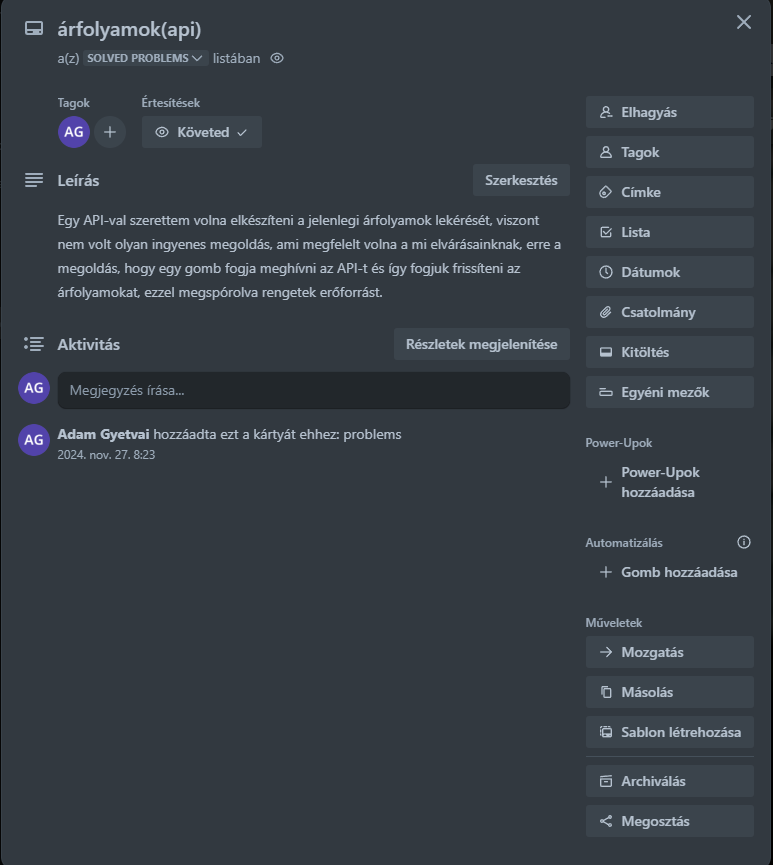 árfolyamok(api)
a(z) SOLVED PROBLEMS listában
Tagok
Értesítések
AG
Követed
Leírás
Szerkesztés
Egy API-val szerettem volna elkészíteni a jelenlegi árfolyamok lekérését, viszont
nem volt olyan ingyenes megoldás, ami megfelelt volna a mi elvárásainknak, erre a
megoldás, hogy egy gomb fogja meghívni az API-t és így fogjuk frissíteni az
árfolyamokat, ezzel megspórolva rengetek erőforrást.
Aktivitás
Részletek megjelenítése
AG
Megjegyzés írása...
AG
Adam Gyetvai hozzáadta ezt a kártyát ehhez: problems
2024. nov. 27. 8:23
Elhagyás
Tagok
Címke
Lista
Dátumok
Csatolmány
Kitöltés
Egyéni mezők
Power-Upok
Power-Upok
hozzáadása
Automatizálás
Gomb hozzáadása
Műveletek
Mozgatás
Másolás
Sablon létrehozása
Archiválás
Megosztás